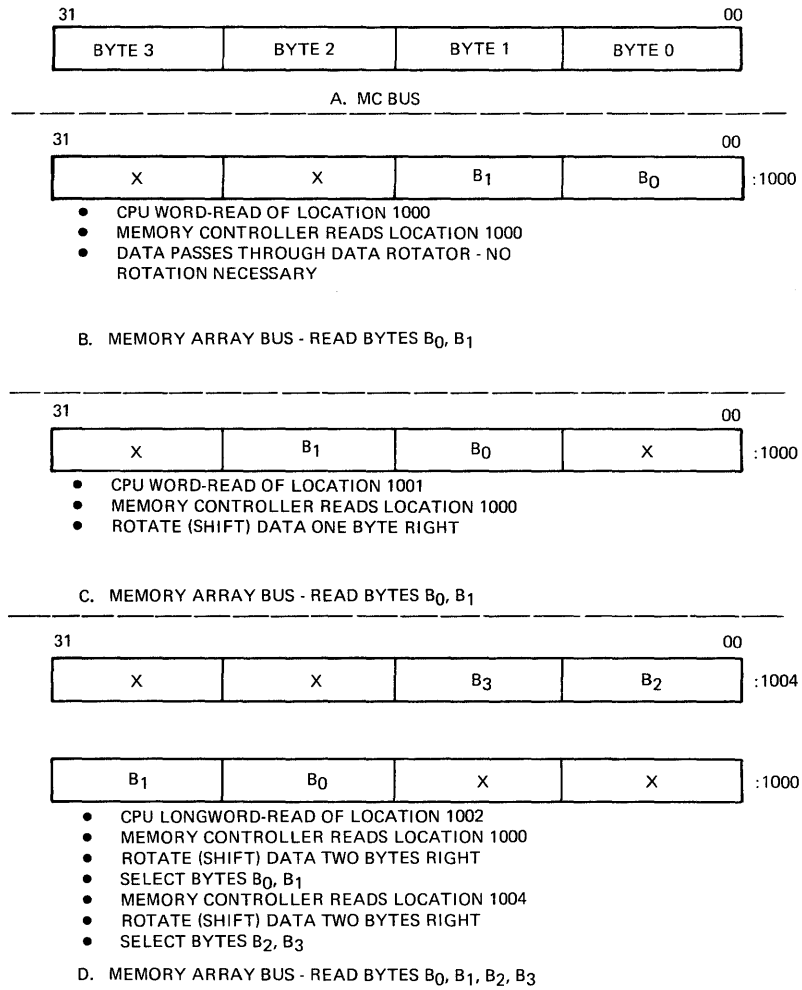 31 00
BYTE 3 BYTE 2 BYTE 1 BYTE 0
A. MC BUS
31 00
X X B1 B0 :1000
● CPU WORD-READ OF LOCATION 1000
● MEMORY CONTROLLER READS LOCATION 1000
● DATA PASSES THROUGH DATA ROTATOR - NO
ROTATION NECESSARY
B. MEMORY ARRAY BUS - READ BYTES B0, B1
31 00
X B1 B0 X :1000
● CPU WORD-READ OF LOCATION 1001
● MEMORY CONTROLLER READS LOCATION 1000
● ROTATE (SHIFT) DATA ONE BYTE RIGHT
C. MEMORY ARRAY BUS - READ BYTES B0, B1
31 00
X X B3 B2 :1004
B1 B0 X X :1000
● CPU LONGWORD-READ OF LOCATION 1002
● MEMORY CONTROLLER READS LOCATION 1000
● ROTATE (SHIFT) DATA TWO BYTES RIGHT
● SELECT BYTES B0, B1
● MEMORY CONTROLLER READS LOCATION 1004
● ROTATE (SHIFT) DATA TWO BYTES RIGHT
● SELECT BYTES B2, B3
D. MEMORY ARRAY BUS - READ BYTES B0, B1, B2, B3